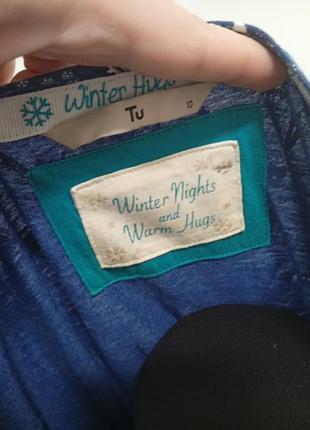 Winter Hugs
Tu
10
Winter Nights
and
Warm Hugs